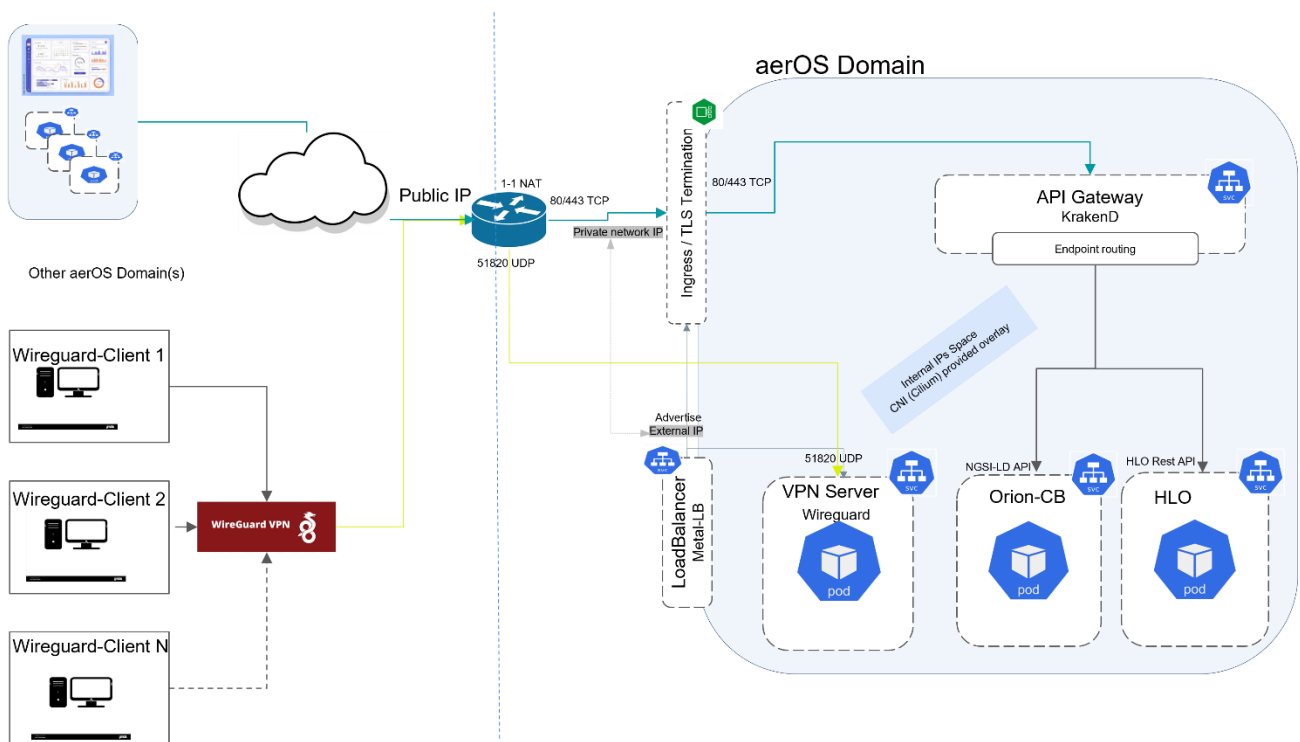 aerOS Domain
Other aerOS Domain(s)
Public IP
1-1 NAT
80/443 TCP
Private network IP
51820 UDP
Ingress / TLS Termination
80/443 TCP
API Gateway
KrakenD
svc
Endpoint routing
Internal IPs Space
CNI (Cilium) provided overlay
Wireguard-Client 1
Wireguard-Client 2
Wireguard-Client N
WireGuard VPN
Advertise
External IP
LoadBalancer
Metal-LB
svc
51820 UDP
VPN Server
Wireguard
pod
svc
NGSI-LD API
Orion-CB
pod
svc
HLO Rest API
HLO
pod
svc